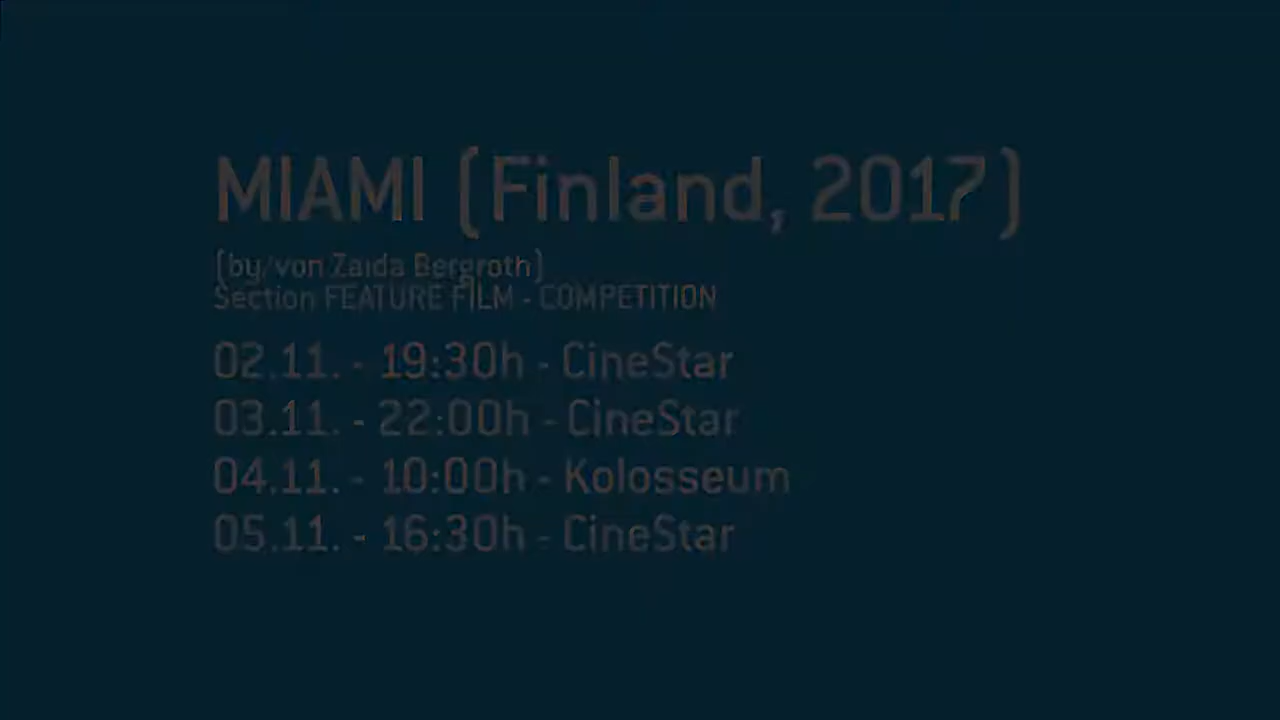 MIAMI (Finland, 2017)
(by/von Zaida Bergroth)
Section FEATURE FILM - COMPETITION
02.11. - 19:30h - CineStar
03.11. - 22:00h - CineStar
04.11. - 10:00h - Kolosseum
05.11. - 16:30h - CineStar